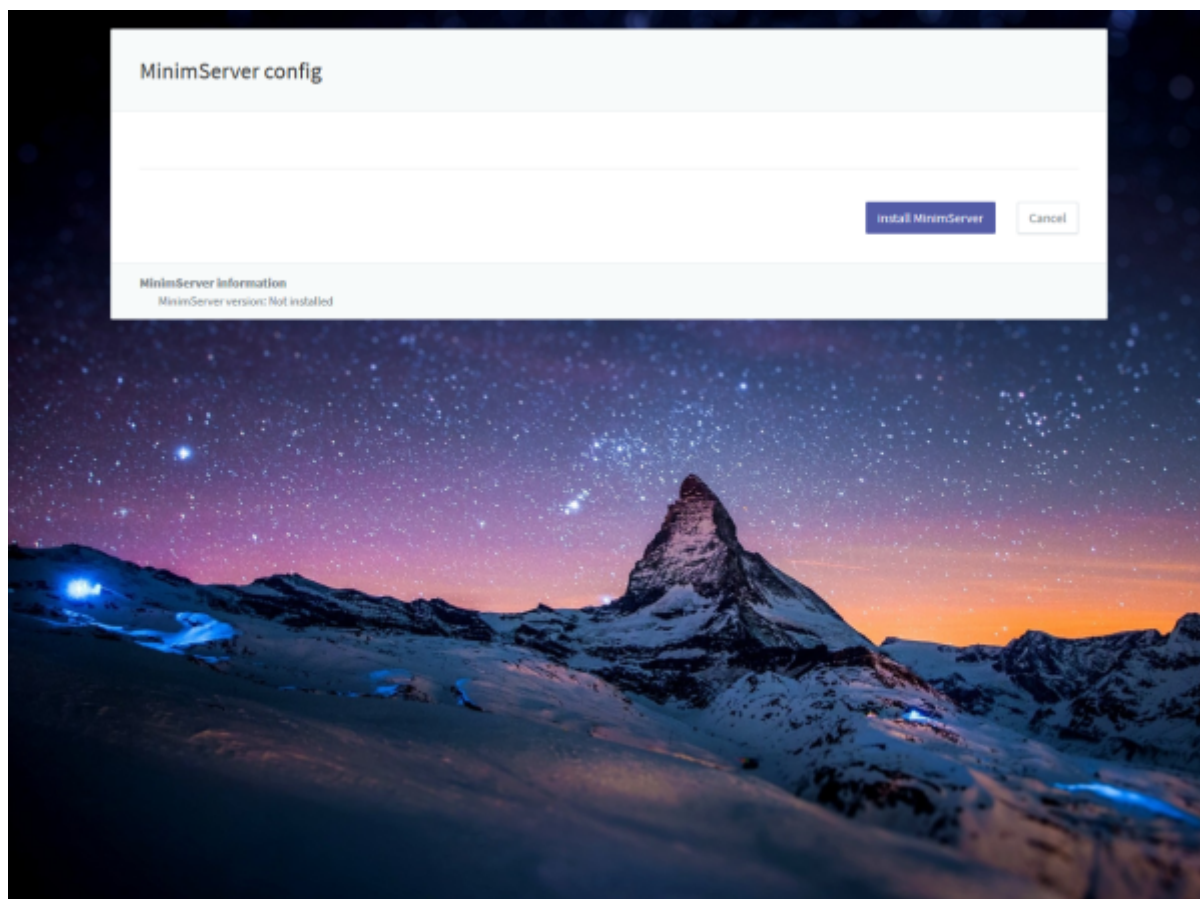 MinimServer config
Install MinimServer
Cancel
MinimServer information
MinimServer version: Not installed